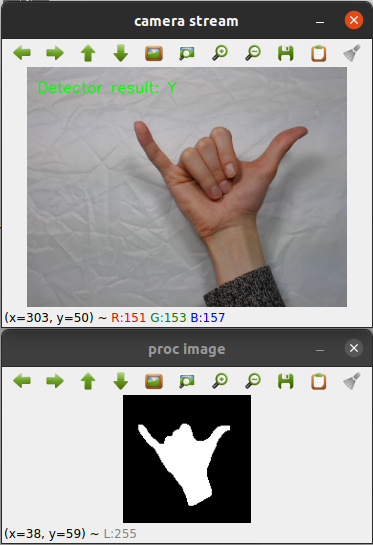 camera stream
Detector result: Y
(x=303, y=50) ~ R:151 G:153 B:157
proc image
(x=38, y=59) ~ L:255